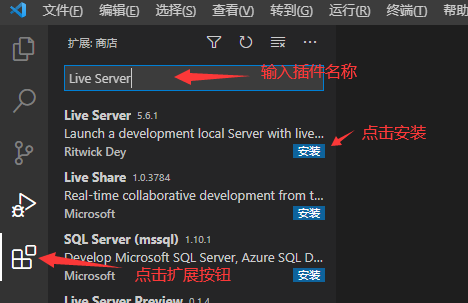 文件(F) 编辑(E) 选择(S) 查看(V) 转到(G) 运行(R) 终端(T) 帮助
扩展: 商店
Live Server
输入插件名称
Live Server 5.6.1
Launch a development local Server with live...
点击安装
Ritwick Dey 安装
Live Share 1.0.3784
Real-time collaborative development from t...
Microsoft 安装
SQL Server (mssql) 1.10.1
Develop Microsoft SQL Server, Azure SQL D...
点击扩展按钮
Microsoft 安装
Live Server Preview 0.1.4